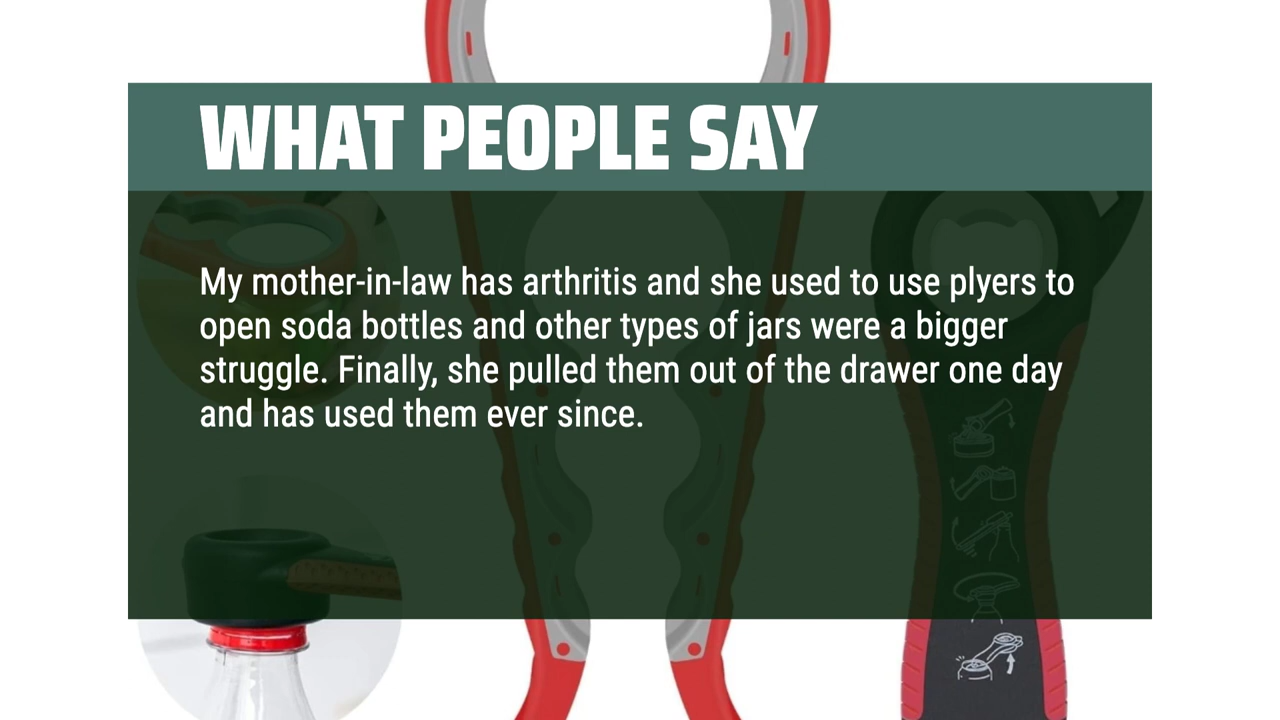 WHAT PEOPLE SAY
My mother-in-law has arthritis and she used to use plyers to
open soda bottles and other types of jars were a bigger
struggle. Finally, she pulled them out of the drawer one day
and has used them ever since.